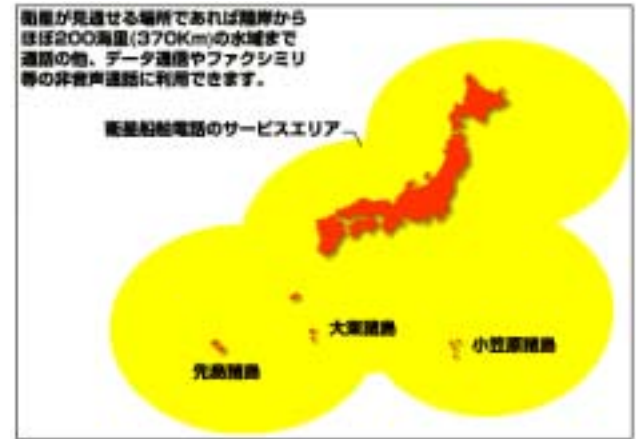 衛星が見通せる場所であれば陸岸から
ほぼ200海里(370Km)の水域まで
通話の他、データ通信やファクシミリ
等の非音声通話に利用できます。
衛星船舶電話のサービスエリア
大東諸島
小笠原諸島
先島諸島